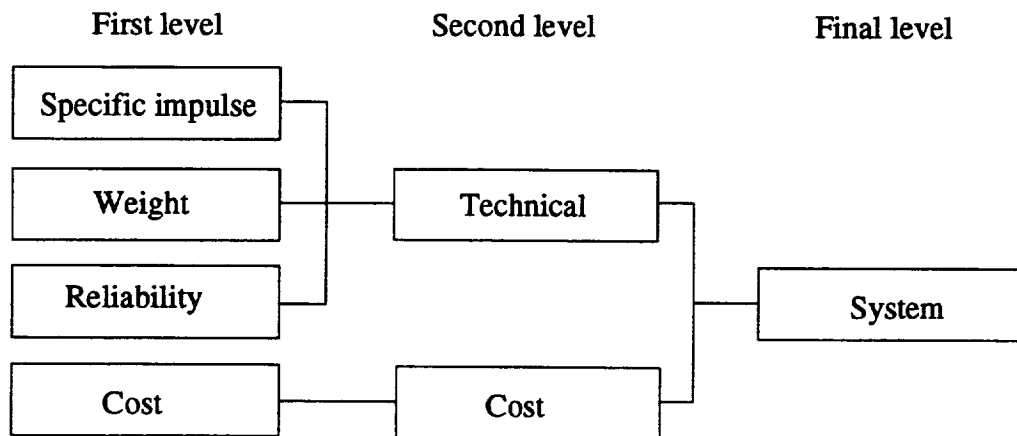 First level
Second level
Final level
Specific impulse
Weight
Technical
Reliability
System
Cost
Cost